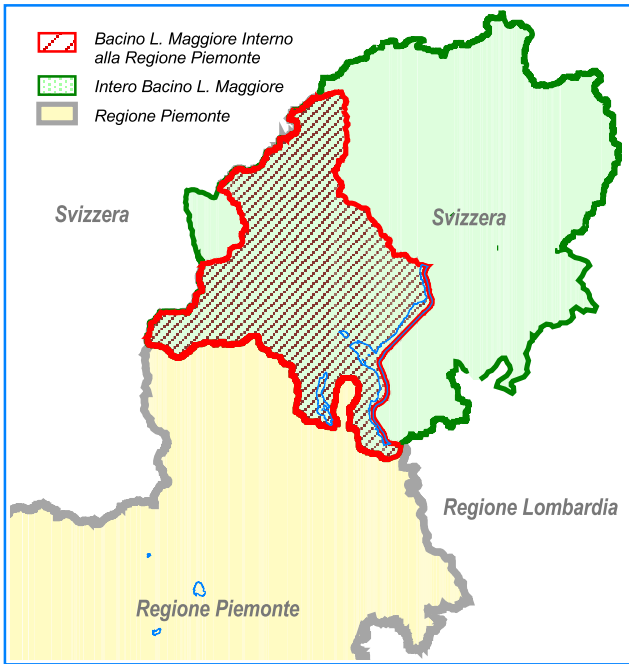 Bacino L. Maggiore Interno
alla Regione Piemonte
Intero Bacino L. Maggiore
Regione Piemonte
Svizzera
Svizzera
Regione Lombardia
Regione Piemonte